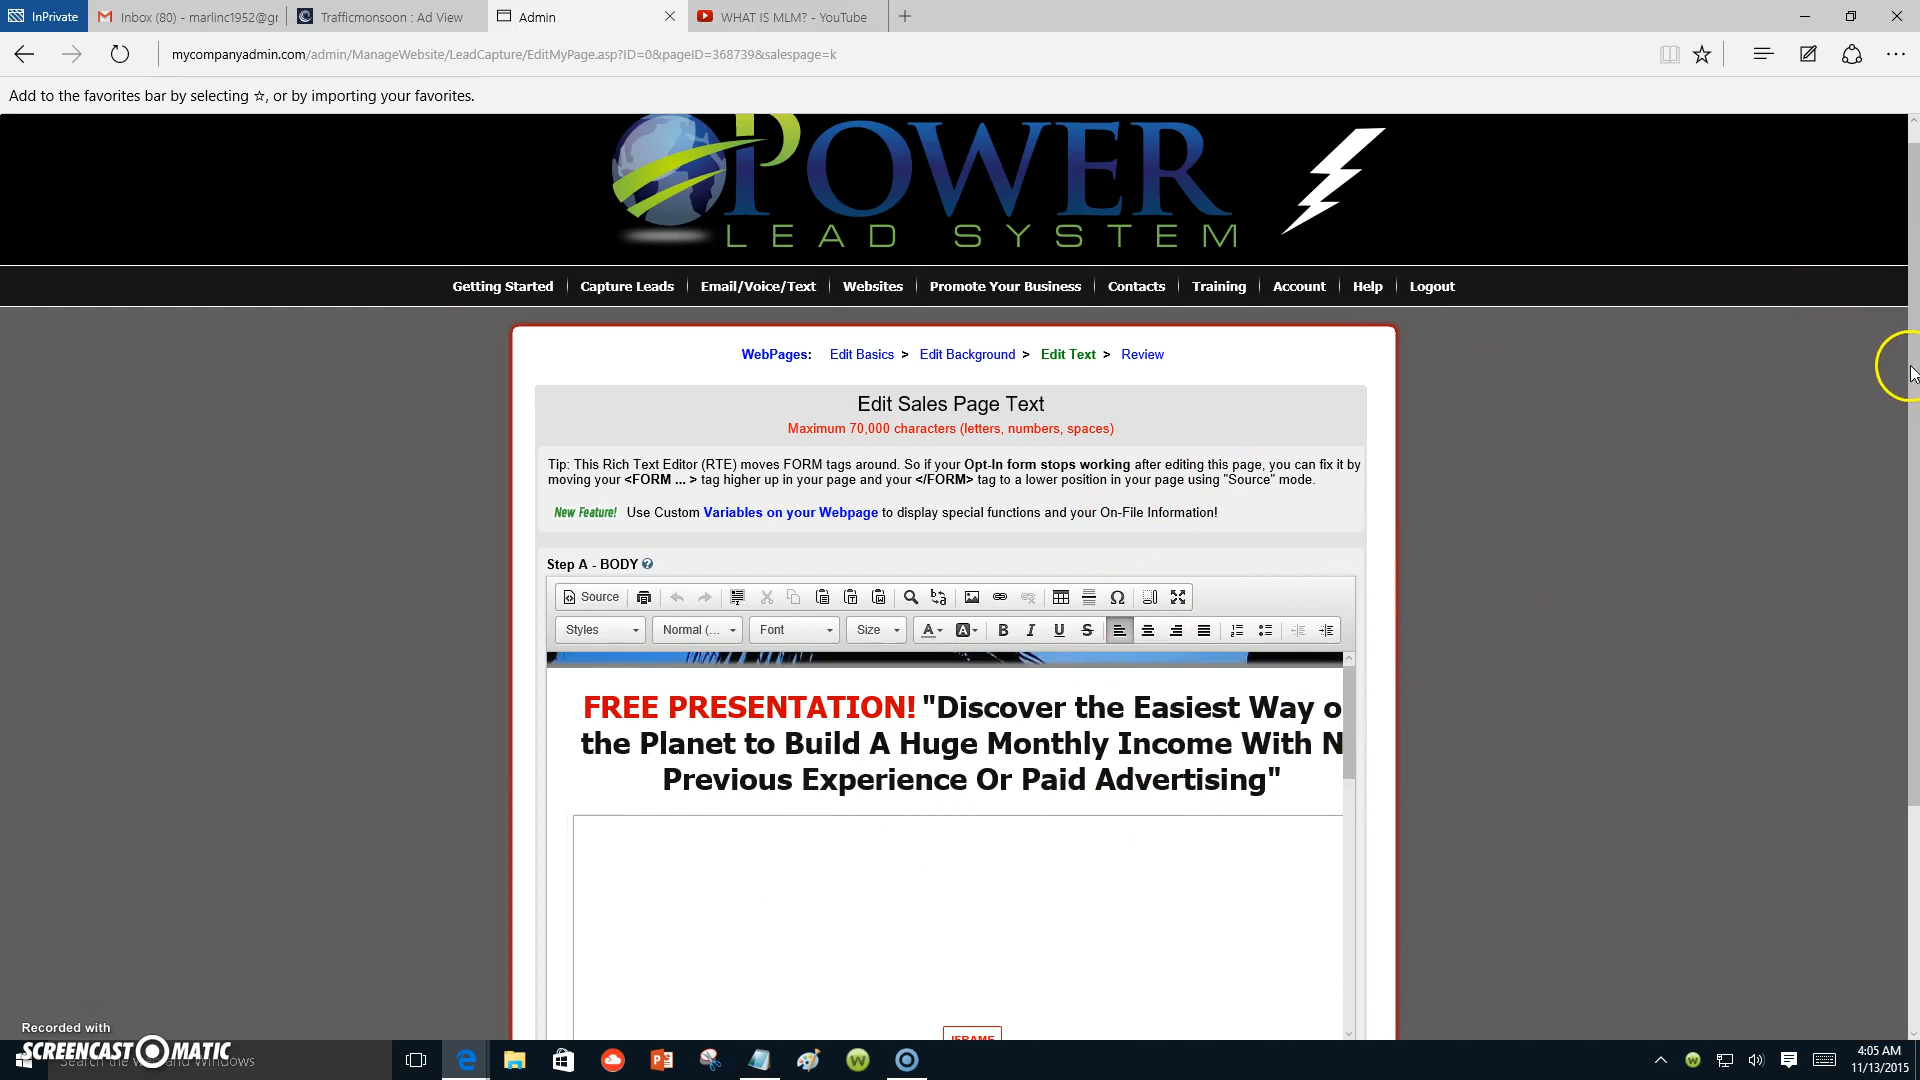 InPrivate
Inbox (80) - marlinc1952@gr
Trafficmonsoon : Ad View
Admin
WHAT IS MLM? - YouTube
mycompanyadmin.com/admin/ManageWebsite/LeadCapture/EditMyPage.asp?ID=0&pageID=368739&salespage=k
Add to the favorites bar by selecting ☆, or by importing your favorites.
POWER
LEAD SYSTEM
Getting Started
Capture Leads
Email/Voice/Text
Websites
Promote Your Business
Contacts
Training
Account
Help
Logout
WebPages: Edit Basics > Edit Background > Edit Text > Review
Edit Sales Page Text
Maximum 70,000 characters (letters, numbers, spaces)
Tip: This Rich Text Editor (RTE) moves FORM tags around. So if your Opt-In form stops working after editing this page, you can fix it by
moving your <FORM ... > tag higher up in your page and your </FORM> tag to a lower position in your page using "Source" mode.
New Feature! Use Custom Variables on your Webpage to display special functions and your On-File Information!
Step A - BODY
Source
Styles
Normal (...
Font
Size
FREE PRESENTATION! "Discover the Easiest Way o
the Planet to Build A Huge Monthly Income With N
Previous Experience Or Paid Advertising"
IFRAME
Recorded with
SCREENCAST MATIC
4:05 AM
11/13/2015